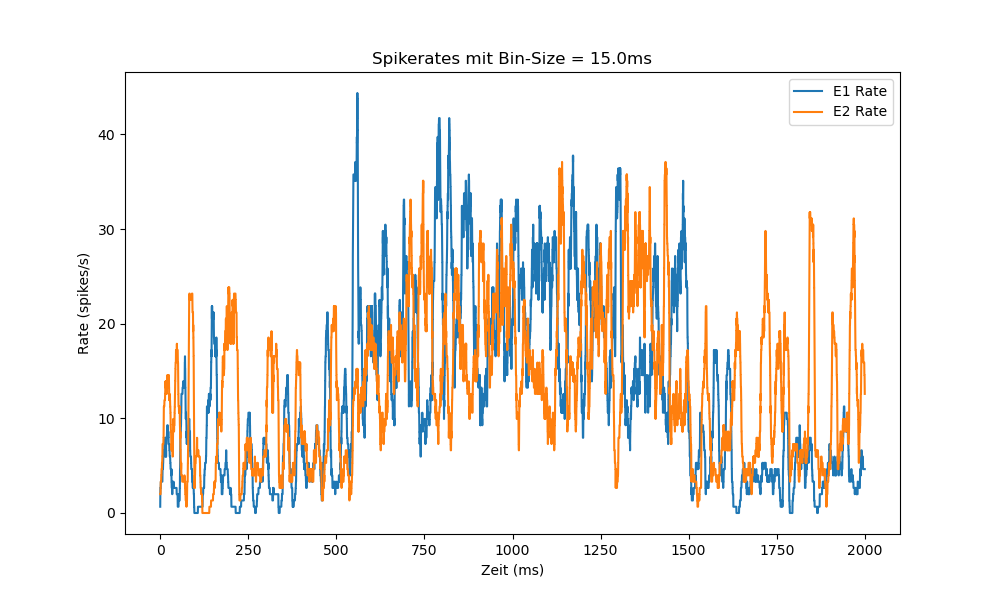 Spikerates mit Bin-Size = 15.0ms
E1 Rate
E2 Rate
40
30
20
10
0
Rate (spikes/s)
0 250 500 750 1000 1250 1500 1750 2000
Zeit (ms)